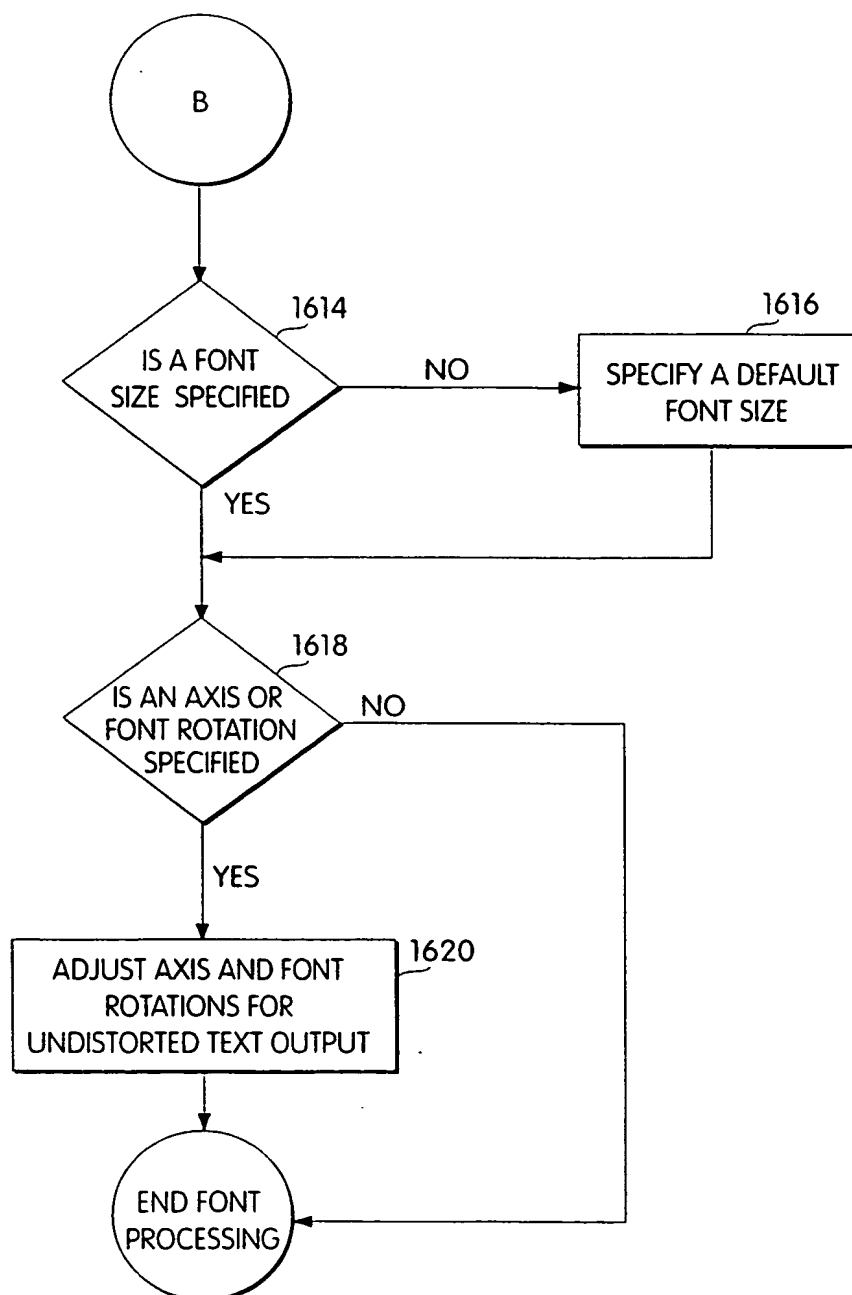 B
1614
IS A FONT
SIZE SPECIFIED
NO
1616
SPECIFY A DEFAULT
FONT SIZE
YES
1618
IS AN AXIS OR
FONT ROTATION
SPECIFIED
NO
YES
1620
ADJUST AXIS AND FONT
ROTATIONS FOR
UNDISTORTED TEXT OUTPUT
END FONT
PROCESSING